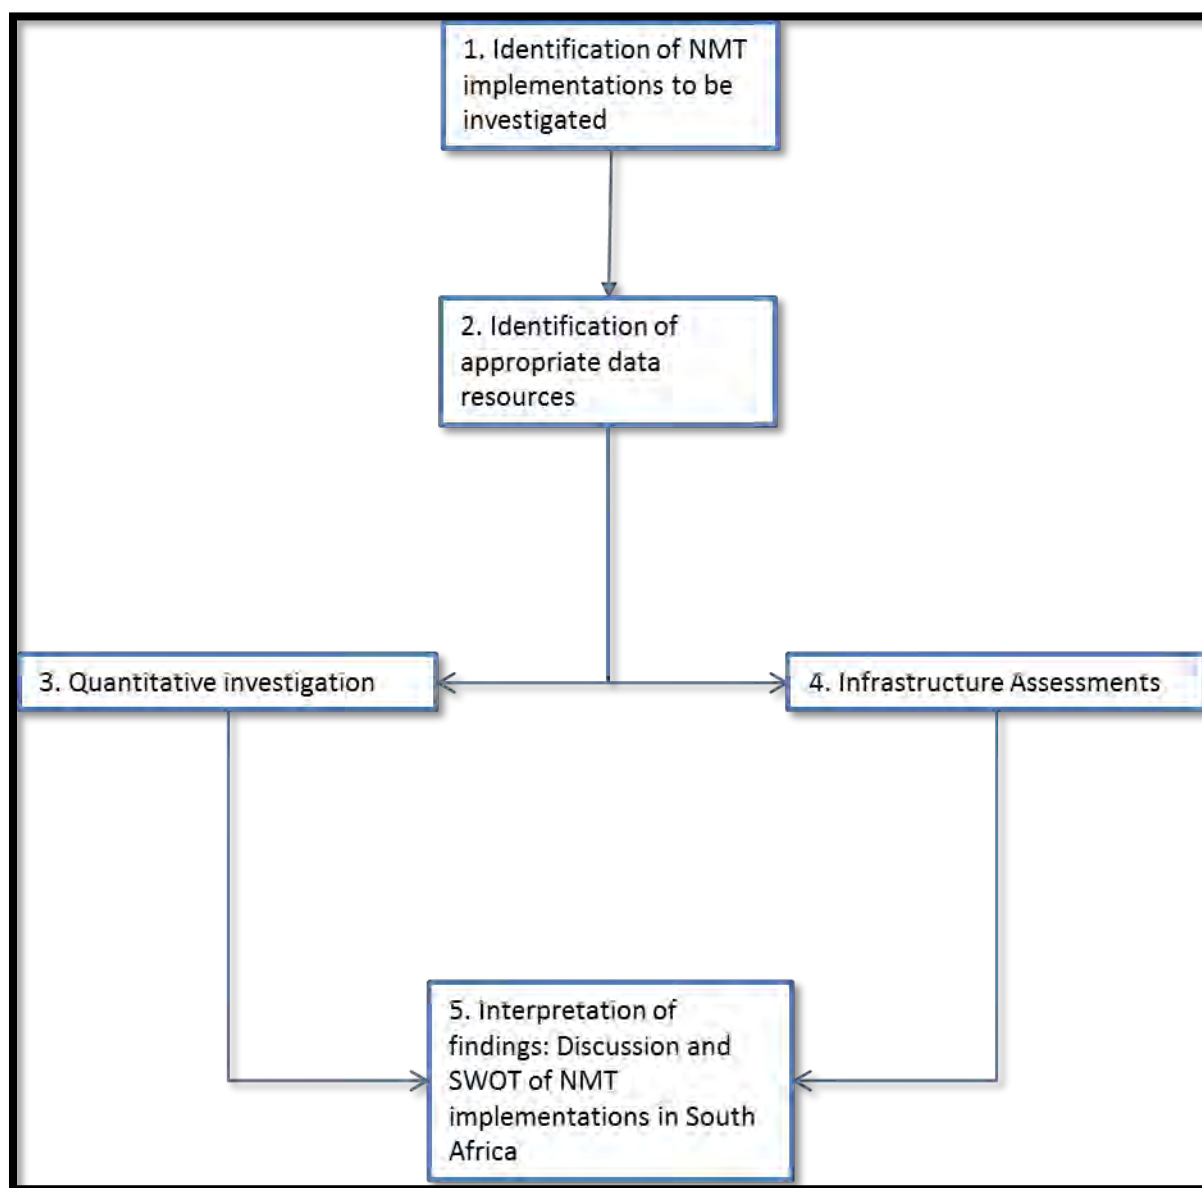 1. Identification of NMT
implementations to be
investigated
2. Identification of
appropriate data
resources
3. Quantitative investigation
4. Infrastructure Assessments
5. Interpretation of
findings: Discussion and
SWOT of NMT
implementations in South
Africa